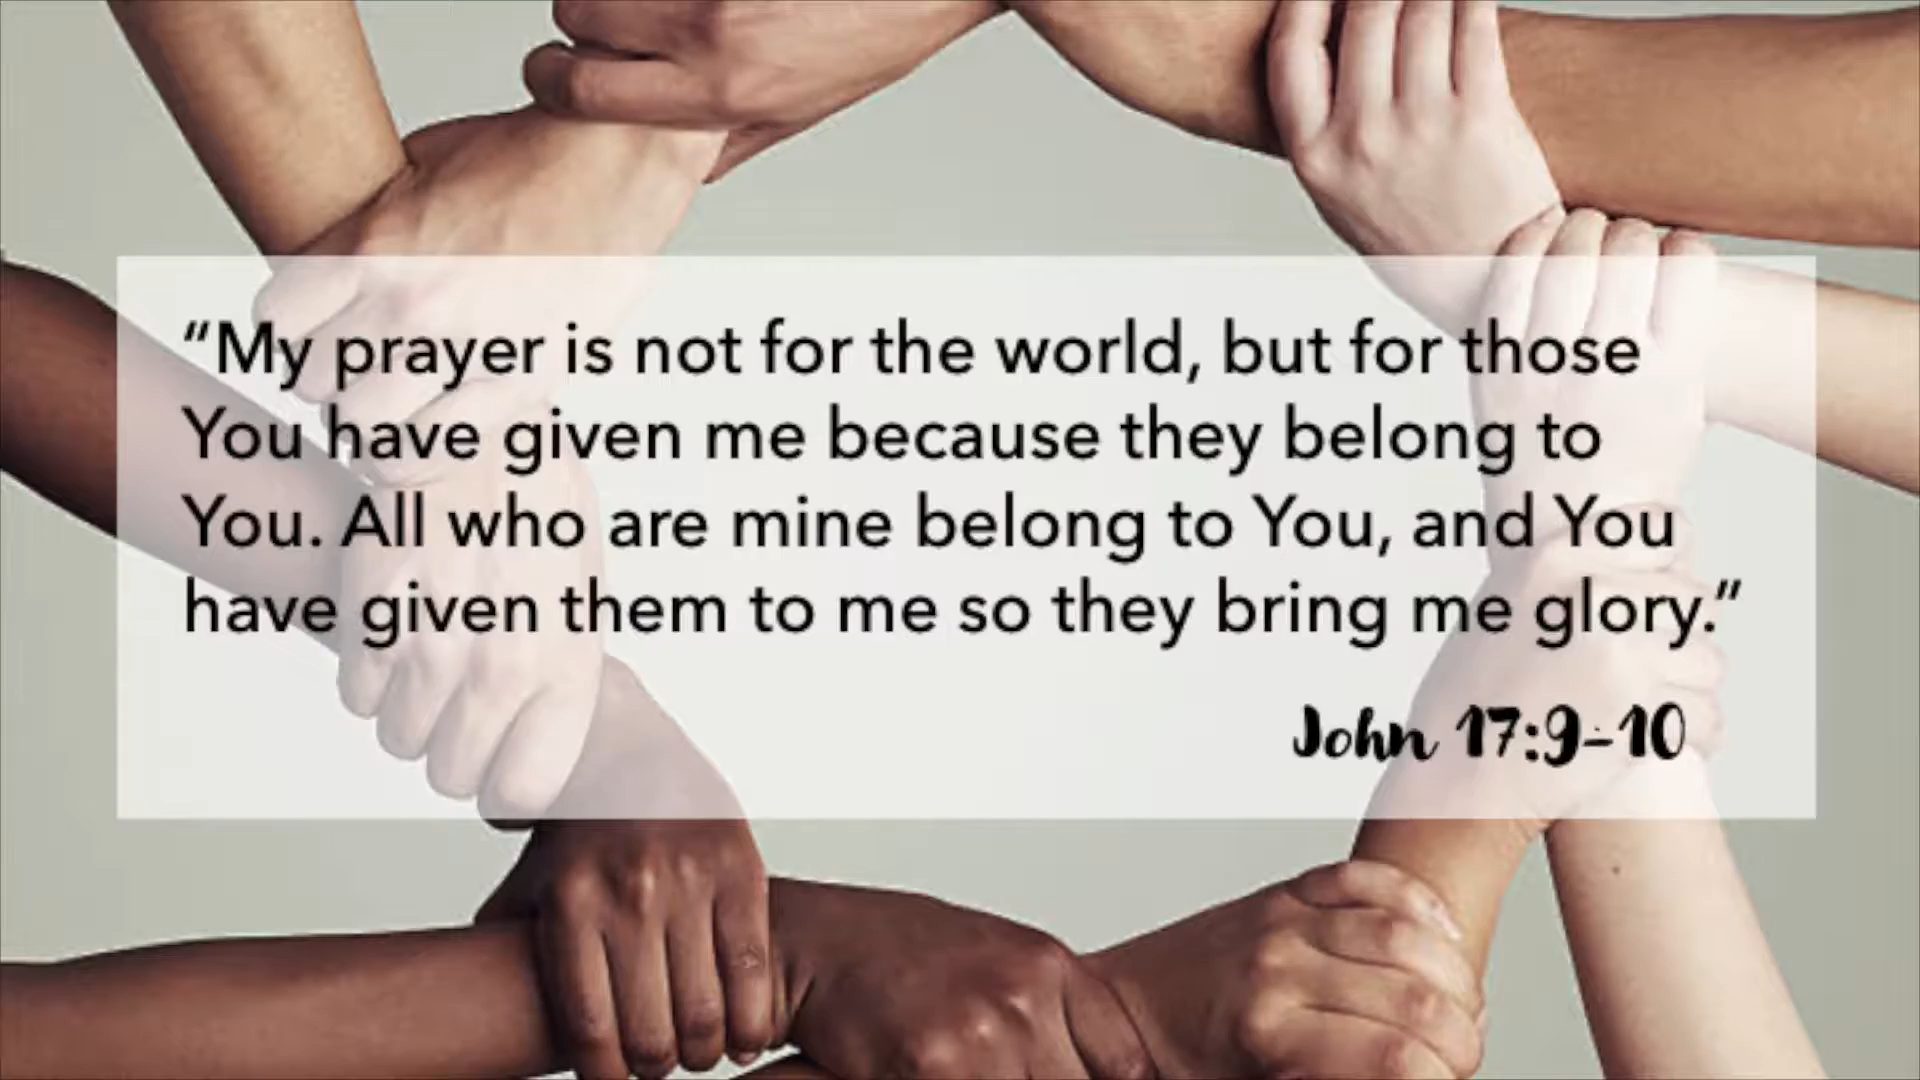 “My prayer is not for the world, but for those
You have given me because they belong to
You. All who are mine belong to You, and You
have given them to me so they bring me glory.”
John 17:9-10